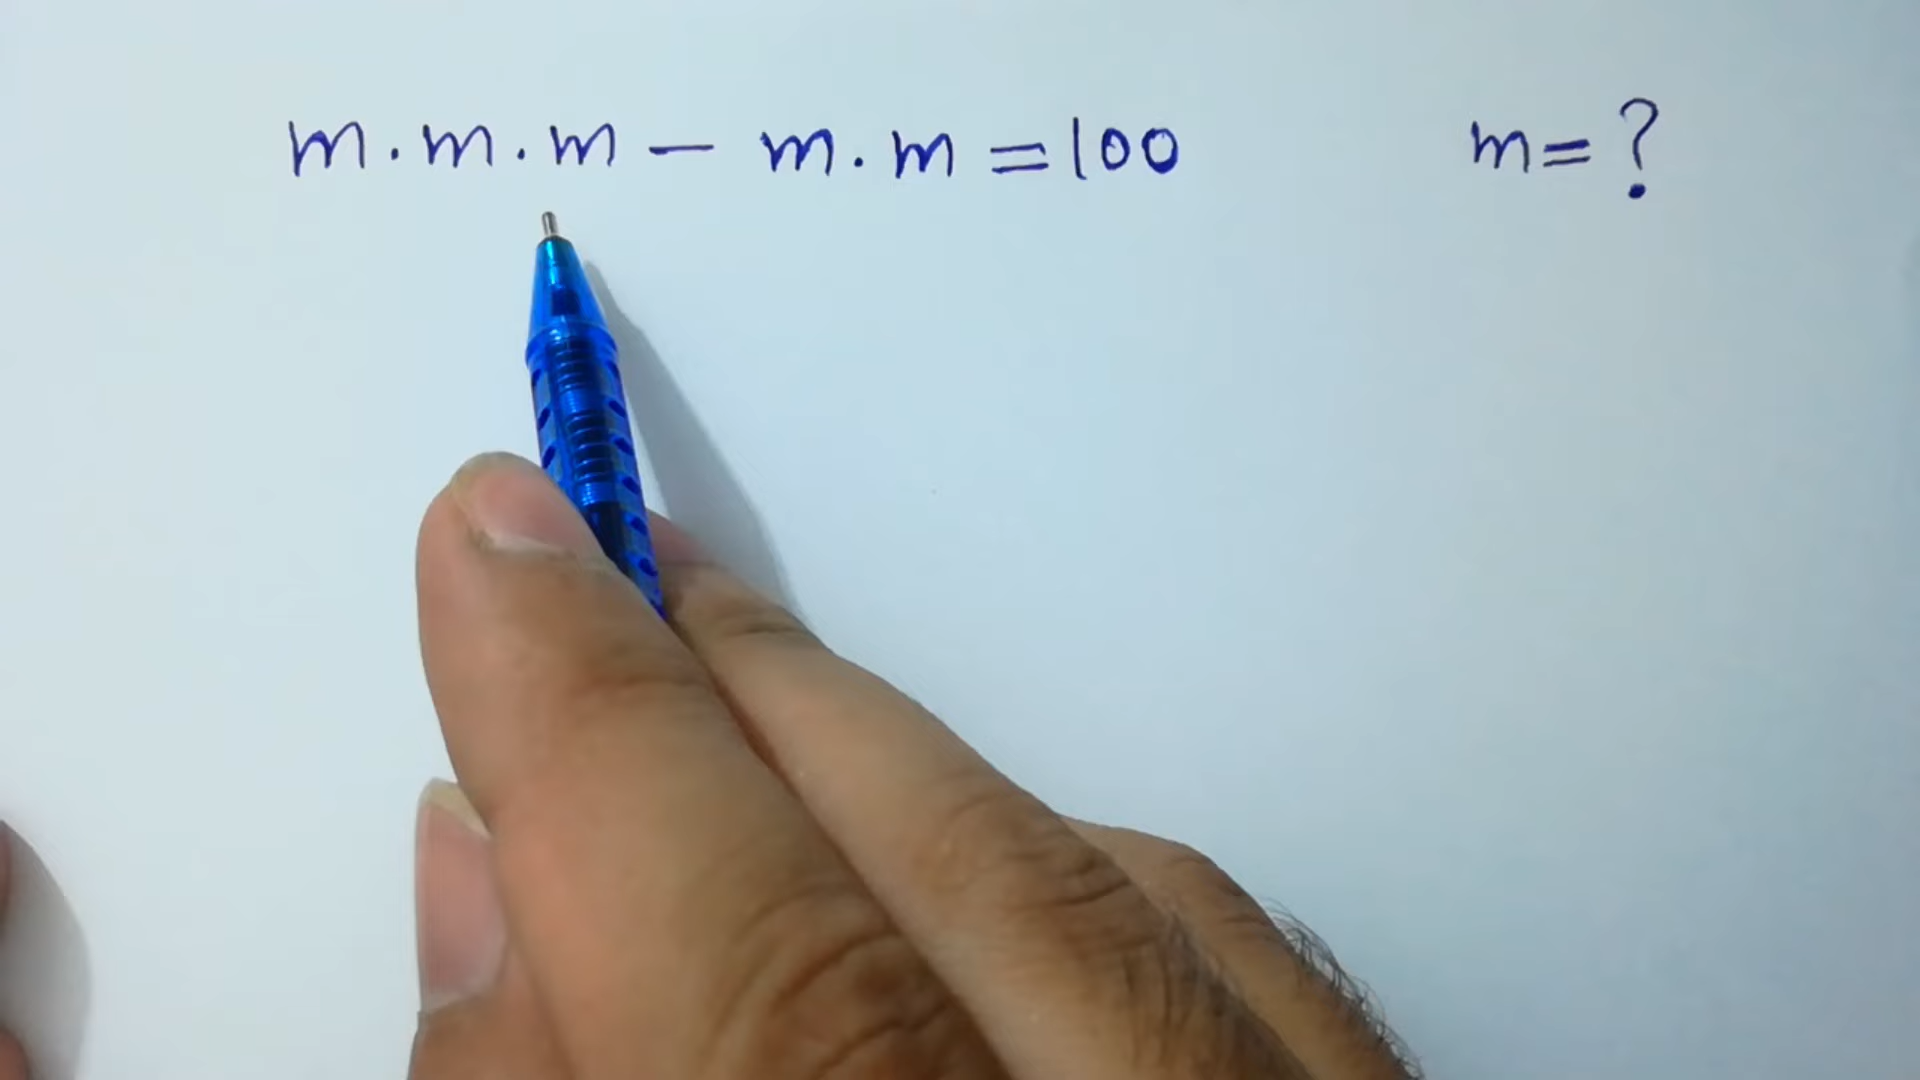 m.m.m - m.m = 100 m = ?